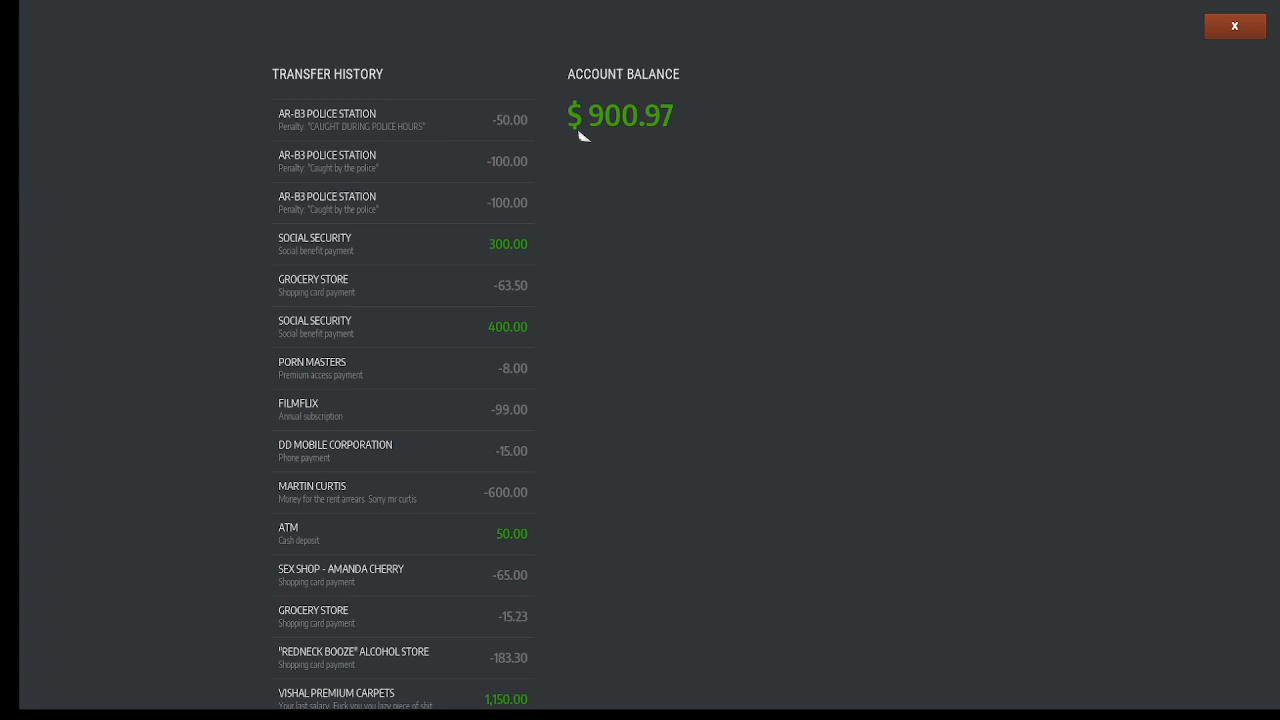 X
TRANSFER HISTORY
ACCOUNT BALANCE
$ 900.97
AR-B3 POLICE STATION
Penalty: "CAUGHT DURING POLICE HOURS"
-50.00
AR-B3 POLICE STATION
Penalty: "Caught by the police"
-100.00
AR-B3 POLICE STATION
Penalty: "Caught by the police"
-100.00
SOCIAL SECURITY
Social benefit payment
300.00
GROCERY STORE
Shopping card payment
-63.50
SOCIAL SECURITY
Social benefit payment
400.00
PORN MASTERS
Premium access payment
-8.00
FILMFLIX
Annual subscription
-99.00
DD MOBILE CORPORATION
Phone payment
-15.00
MARTIN CURTIS
Money for the rent arrears. Sorry mr curtis
-600.00
ATM
Cash deposit
50.00
SEX SHOP - AMANDA CHERRY
Shopping card payment
-65.00
GROCERY STORE
Shopping card payment
-15.23
"REDNECK BOOZE" ALCOHOL STORE
Shopping card payment
-183.30
VISHAL PREMIUM CARPETS
Your last salary. Fuck you you lazy piece of shit
1,150.00